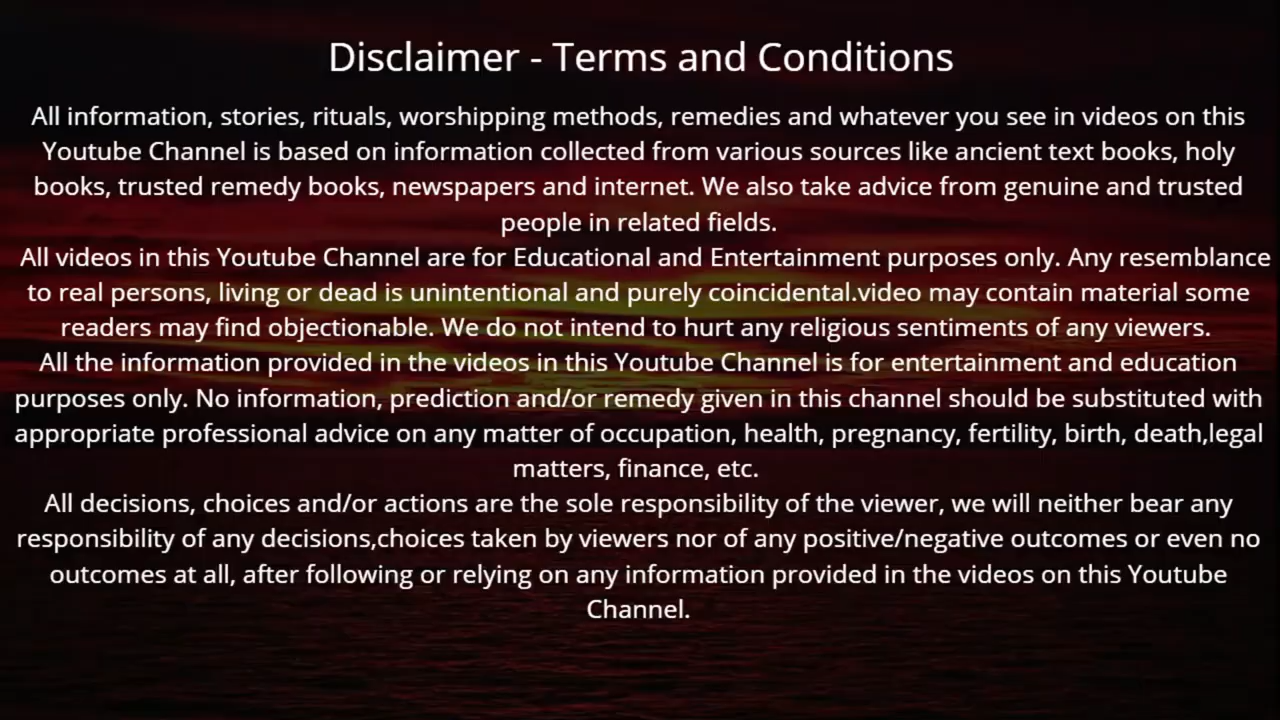 Disclaimer - Terms and Conditions
All information, stories, rituals, worshipping methods, remedies and whatever you see in videos on this
Youtube Channel is based on information collected from various sources like ancient text books, holy
books, trusted remedy books, newspapers and internet. We also take advice from genuine and trusted
people in related fields.
All videos in this Youtube Channel are for Educational and Entertainment purposes only. Any resemblance
to real persons, living or dead is unintentional and purely coincidental.video may contain material some
readers may find objectionable. We do not intend to hurt any religious sentiments of any viewers.
All the information provided in the videos in this Youtube Channel is for entertainment and education
purposes only. No information, prediction and/or remedy given in this channel should be substituted with
appropriate professional advice on any matter of occupation, health, pregnancy, fertility, birth, death,legal
matters, finance, etc.
All decisions, choices and/or actions are the sole responsibility of the viewer, we will neither bear any
responsibility of any decisions,choices taken by viewers nor of any positive/negative outcomes or even no
outcomes at all, after following or relying on any information provided in the videos on this Youtube
Channel.